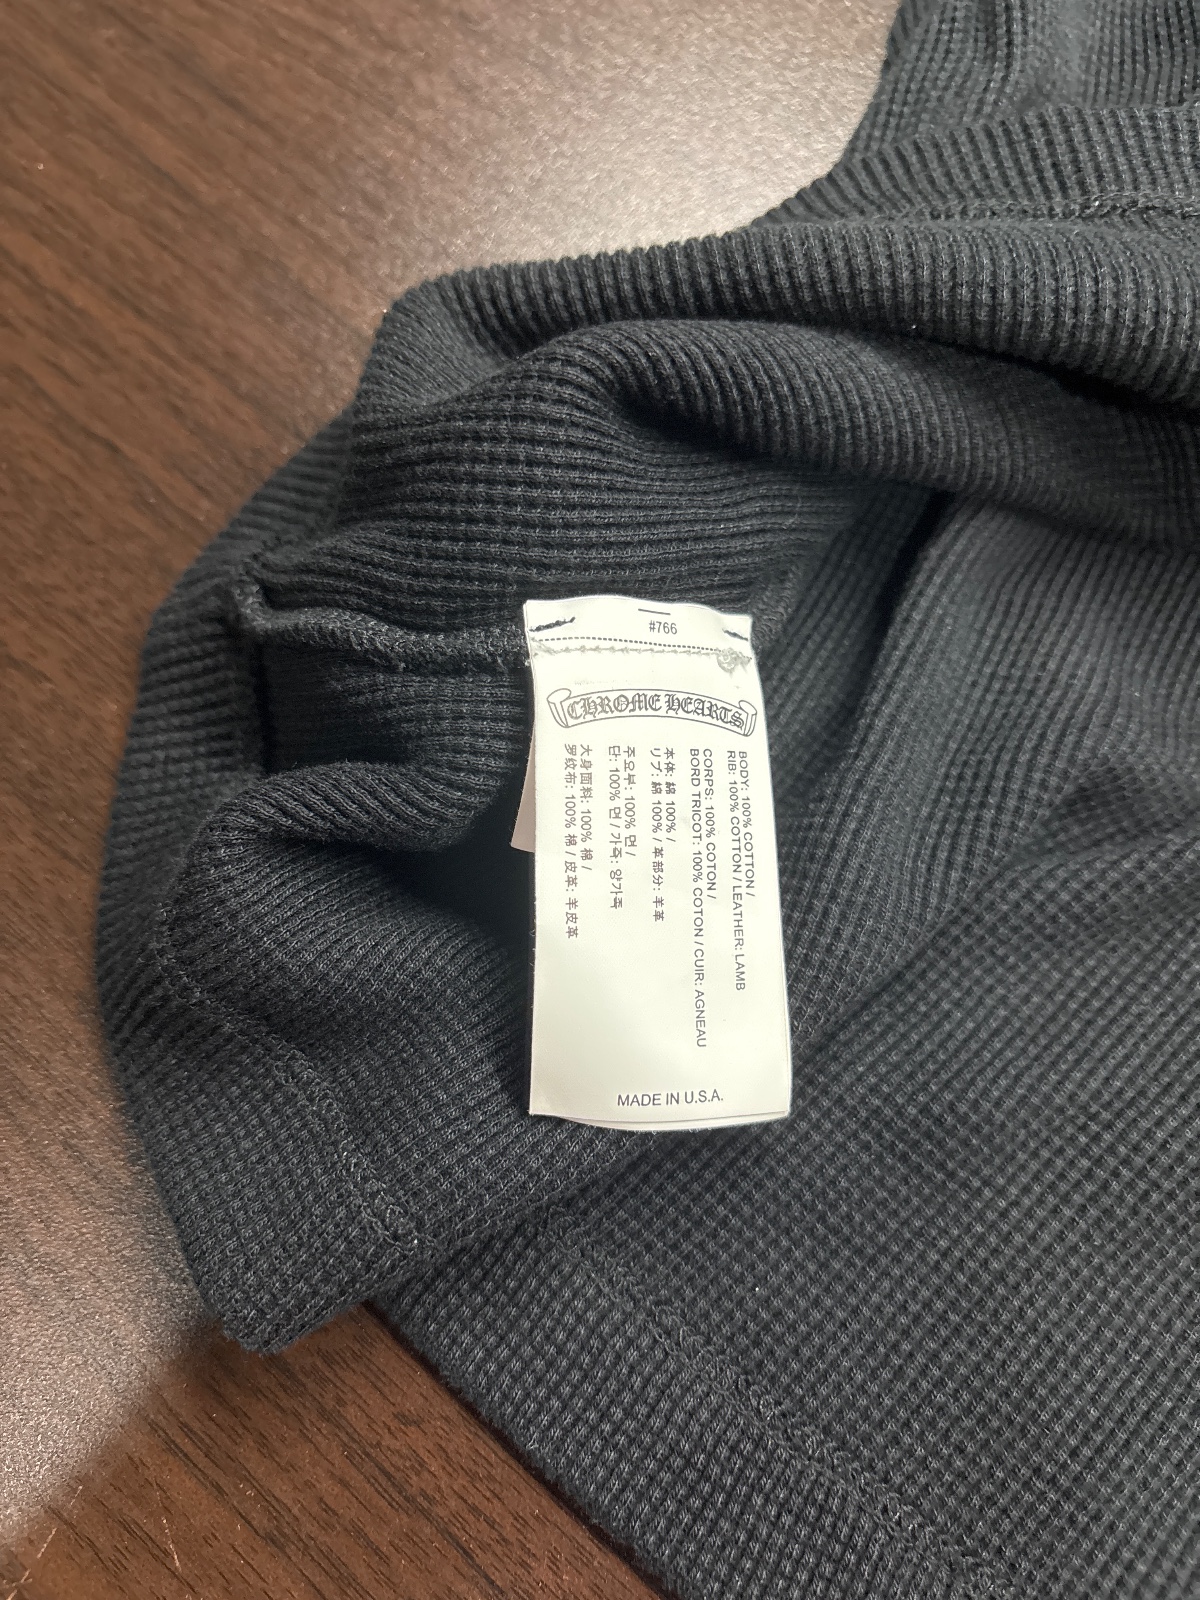 #766
CHROME HEARTS
BODY: 100% COTTON /
RIB: 100% COTTON / LEATHER: LAMB
CORPS: 100% COTON /
BORD TRICOT: 100% COTON / CUIR: AGNEAU
本体: 綿 100% /
リブ: 綿 100% / 革部分: 羊革
주요부: 100% 면 /
단: 100% 면 / 가죽: 양가죽
大身面料: 100% 棉 /
罗纹布: 100% 棉 / 皮革: 羊皮革
MADE IN U.S.A.